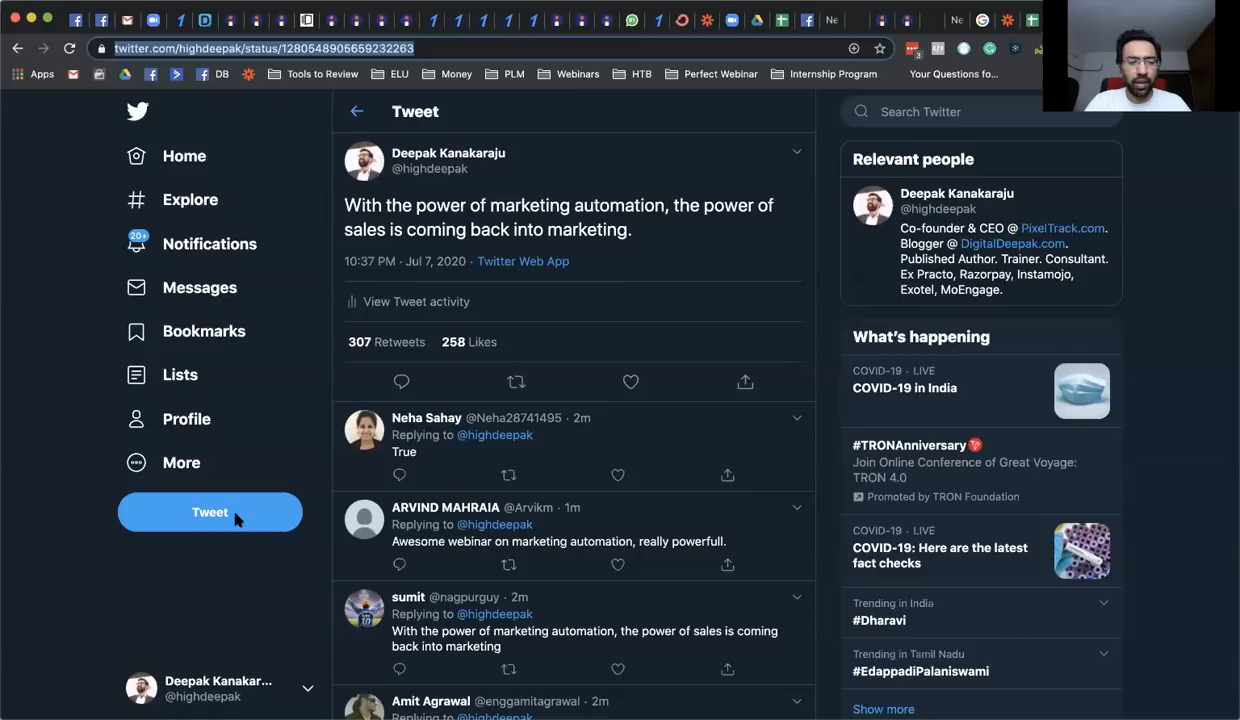 Ne
Ne
twitter.com/highdeepak/status/1280548905659232263
3
Apps
DB
Tools to Review
ELU
Money
PLM
Webinars
HTB
Perfect Webinar
Internship Program
Your Questions fo...
Home
Explore
20+
Notifications
Messages
Bookmarks
Lists
Profile
More
Tweet
Deepak Kanakar...
@highdeepak
Tweet
Deepak Kanakaraju
@highdeepak
With the power of marketing automation, the power of
sales is coming back into marketing.
10:37 PM · Jul 7, 2020 · Twitter Web App
View Tweet activity
307 Retweets 258 Likes
Neha Sahay @Neha28741495 · 2m
Replying to @highdeepak
True
ARVIND MAHRAIA @Arvikm · 1m
Replying to @highdeepak
Awesome webinar on marketing automation, really powerfull.
sumit @nagpurguy · 2m
Replying to @highdeepak
With the power of marketing automation, the power of sales is coming
back into marketing
Amit Agrawal @enggamitagrawal · 2m
Replying to @highdeepak
Search Twitter
Relevant people
Deepak Kanakaraju
@highdeepak
Co-founder & CEO @ PixelTrack.com.
Blogger @ DigitalDeepak.com.
Published Author. Trainer. Consultant.
Ex Practo, Razorpay, Instamojo,
Exotel, MoEngage.
What's happening
COVID-19 · LIVE
COVID-19 in India
#TRONAnniversary
Join Online Conference of Great Voyage:
TRON 4.0
Promoted by TRON Foundation
COVID-19 · LIVE
COVID-19: Here are the latest
fact checks
Trending in India
#Dharavi
Trending in Tamil Nadu
#EdappadiPalaniswami
Show more